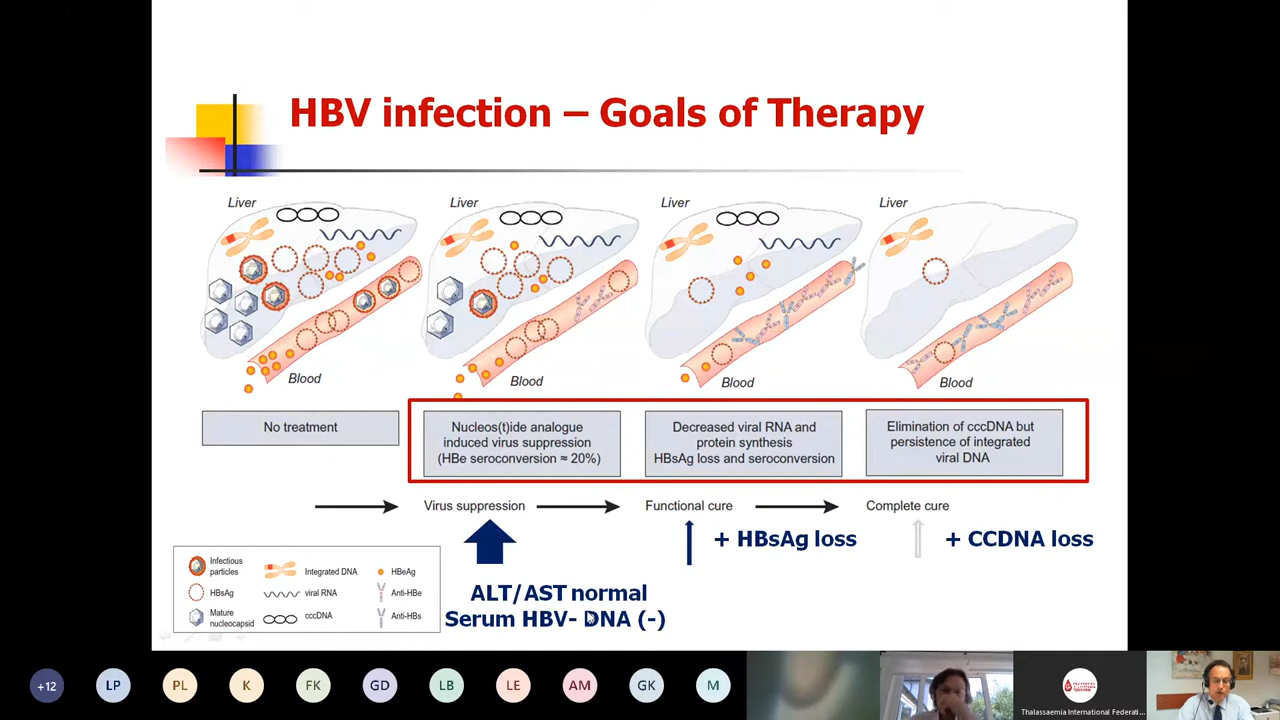 HBV infection – Goals of Therapy
Liver
Liver
Liver
Liver
Blood
Blood
Blood
Blood
No treatment
Nucleos(t)ide analogue
induced virus suppression
(HBe seroconversion ≈ 20%)
Decreased viral RNA and
protein synthesis
HBsAg loss and seroconversion
Elimination of cccDNA but
persistence of integrated
viral DNA
Virus suppression
Functional cure
Complete cure
+ HBsAg loss
+ CCDNA loss
ALT/AST normal
Serum HBV- DNA (-)
Infectious
particles
Integrated DNA
HBeAg
HBsAg
viral RNA
Anti-HBe
Mature
nucleocapsid
cccDNA
Anti-HBs
+12
LP
PL
K
FK
GD
LB
LE
AM
GK
M
Thalassaemia International Federati...